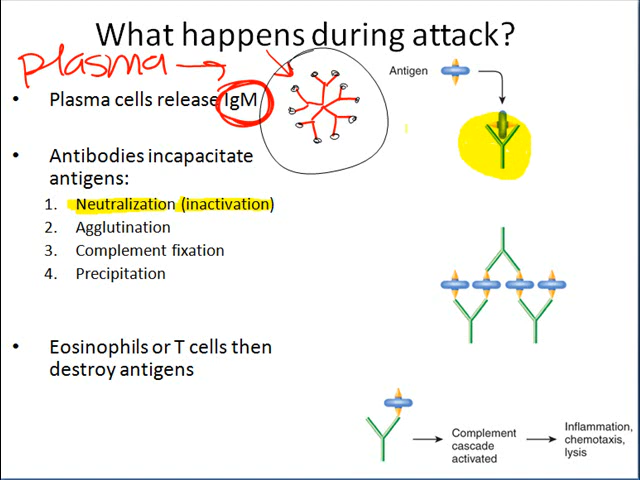 What happens during attack?
plasma →
Antigen
• Plasma cells release IgM
• Antibodies incapacitate
antigens:
1. Neutralization (inactivation)
2. Agglutination
3. Complement fixation
4. Precipitation
• Eosinophils or T cells then
destroy antigens
Complement
cascade
activated
Inflammation,
chemotaxis,
lysis